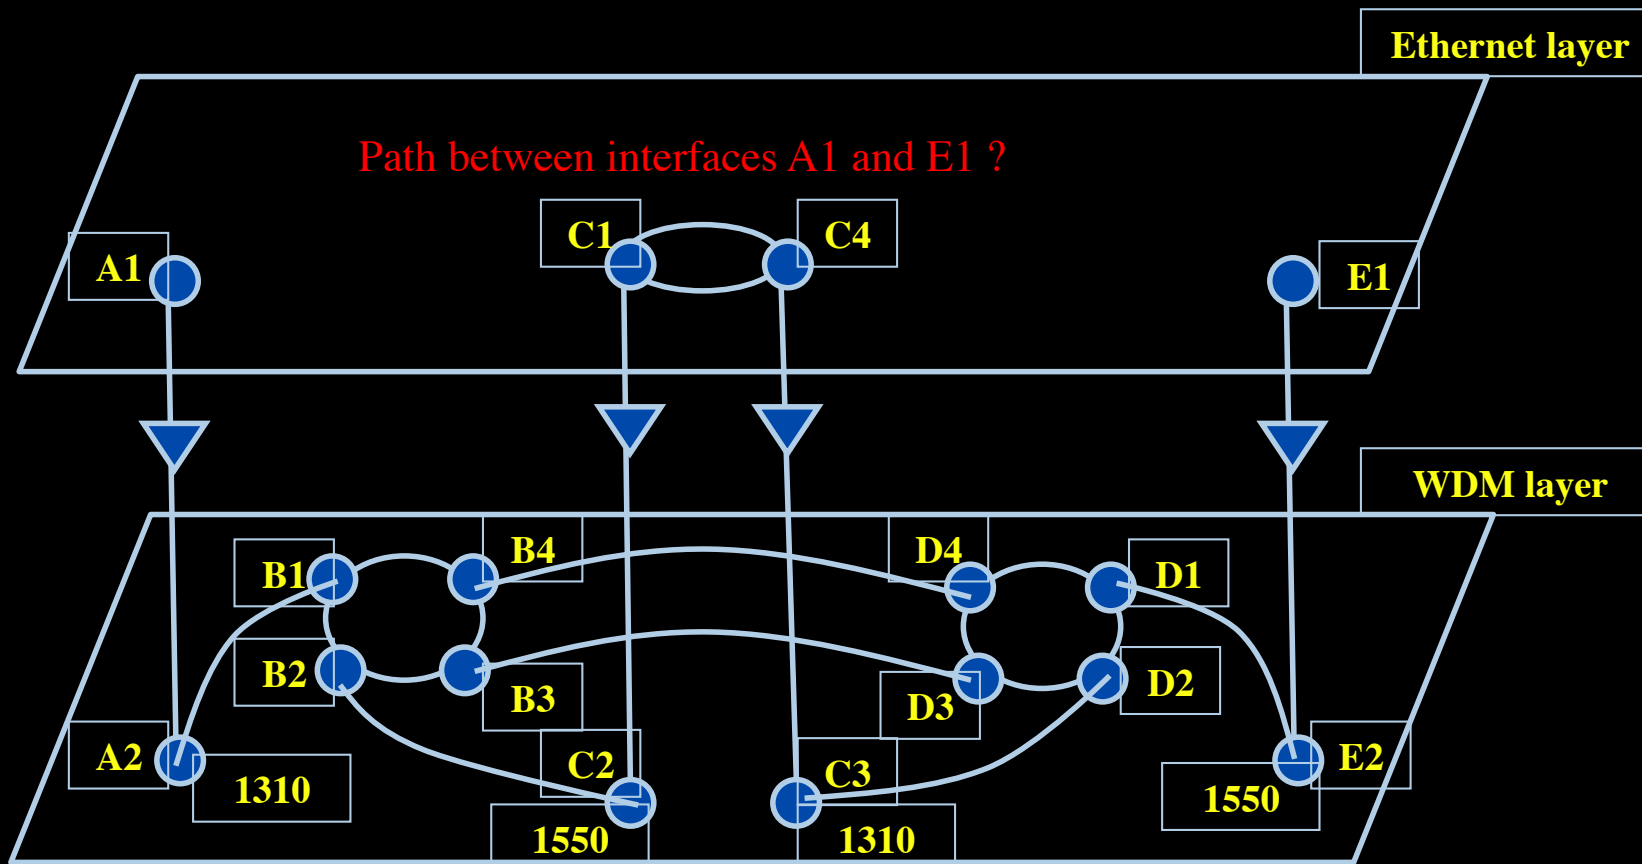 Ethernet layer
Path between interfaces A1 and E1 ?
C1
C4
A1
E1
WDM layer
B4
D4
B1
D1
B2
D2
B3
D3
A2
C2
C3
E2
1310
1550
1550
1310